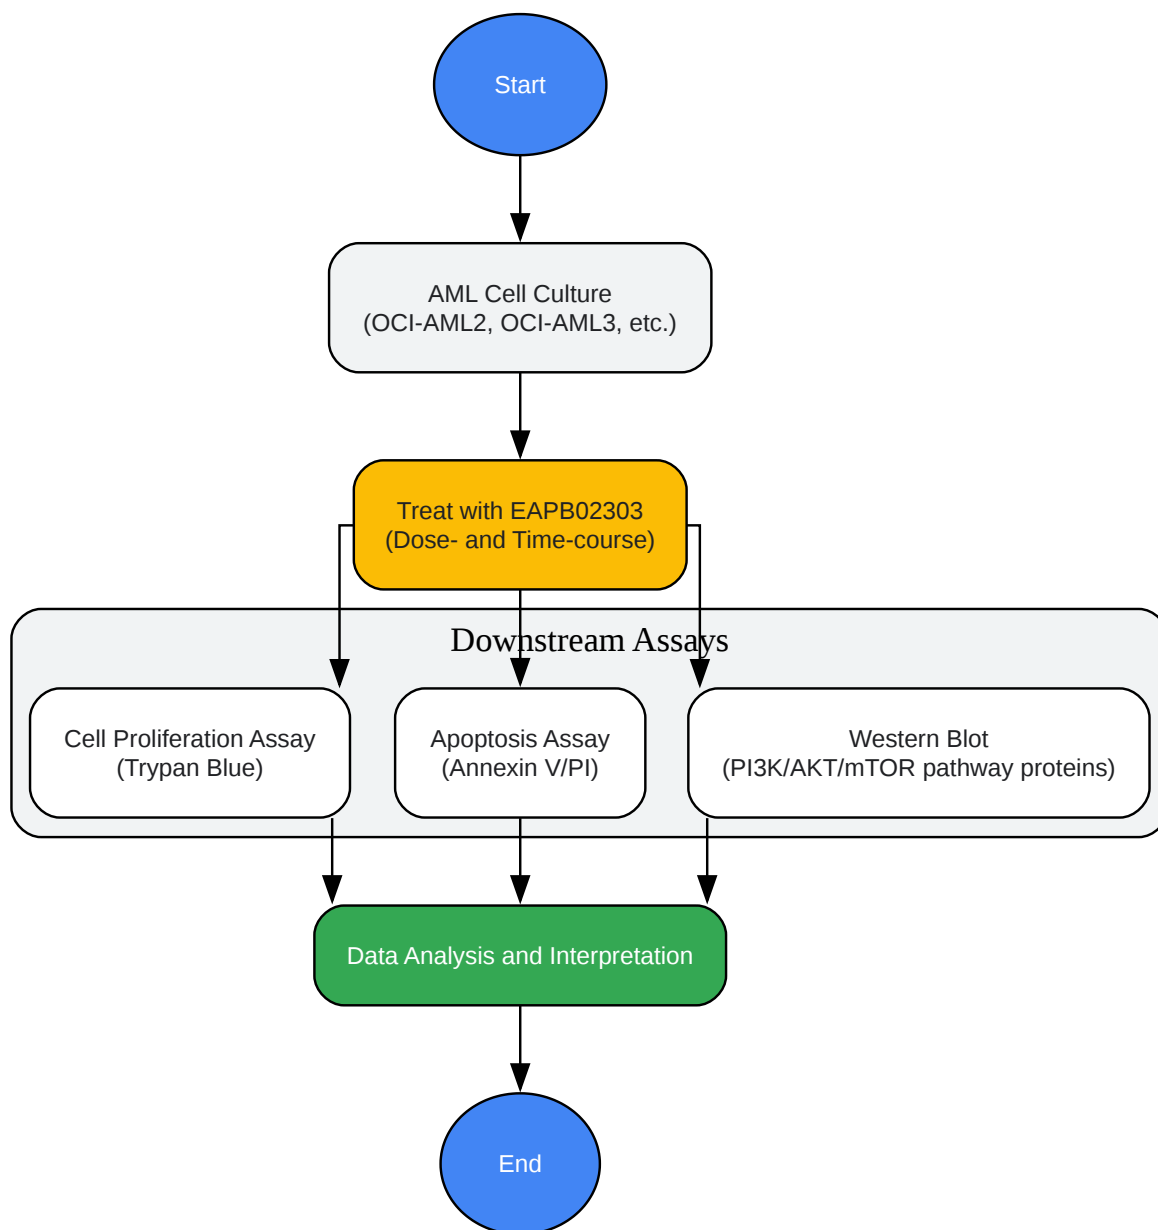 Start
AML Cell Culture
(OCI-AML2, OCI-AML3, etc.)
Treat with EAPB02303
(Dose- and Time-course)
Downstream Assays
Cell Proliferation Assay
(Trypan Blue)
Apoptosis Assay
(Annexin V/PI)
Western Blot
(PI3K/AKT/mTOR pathway proteins)
Data Analysis and Interpretation
End